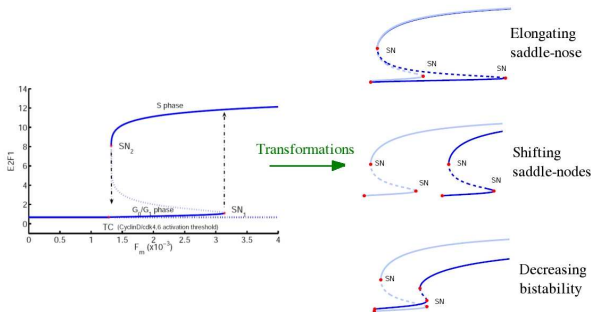 14
12
10
8
6
4
2
0
E2F1
S phase
SN2
G0/G1 phase
SN1
TC (CyclinD/cdk4,6 activation threshold)
0
0.5
1
1.5
2
2.5
3
3.5
4
Fm (x10-3)
Transformations
SN
SN
SN
Elongating
saddle-nose
SN
SN
SN
SN
Shifting
saddle-nodes
SN
SN
Decreasing
bistability